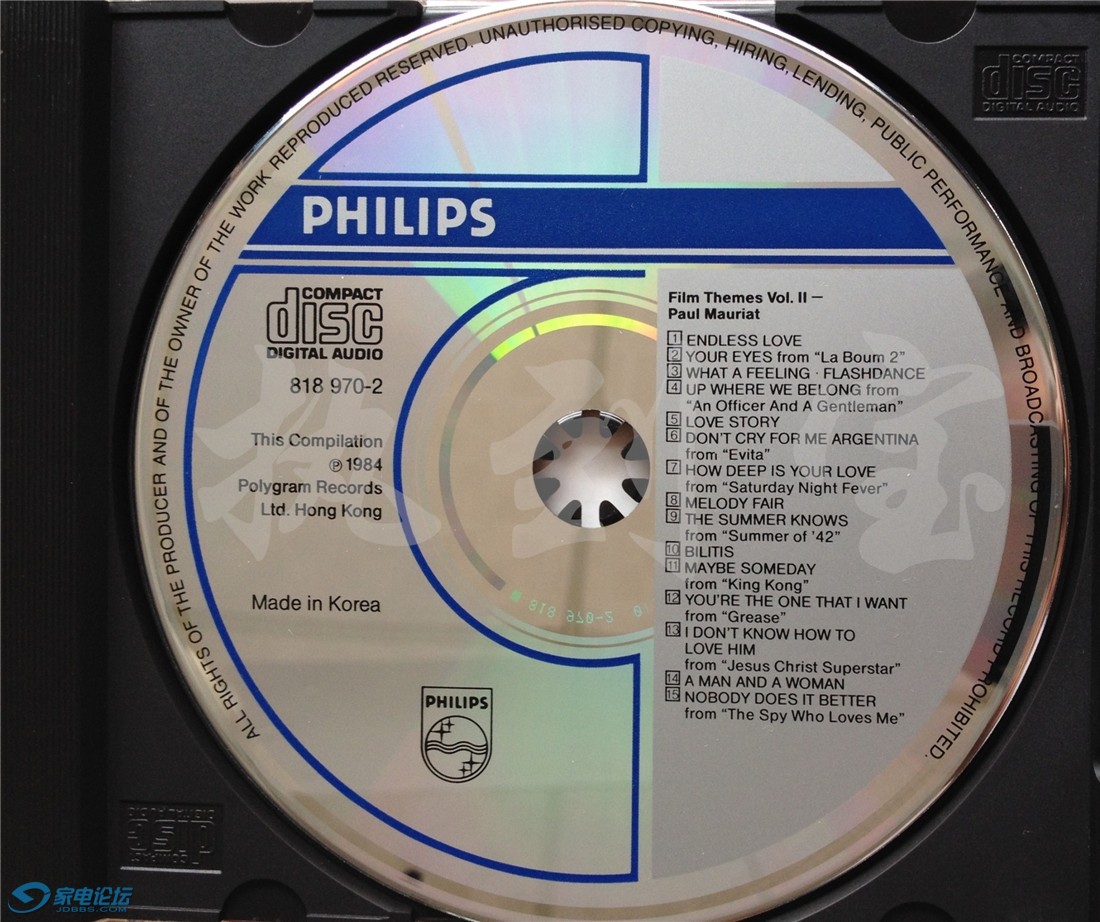 ALL RIGHTS OF THE PRODUCER AND OF THE OWNER OF THE WORK REPRODUCED RESERVED. UNAUTHORISED COPYING, HIRING, LENDING, PUBLIC PERFORMANCE AND BROADCASTING OF THIS RECORD PROHIBITED.
COMPACT
disc
DIGITAL AUDIO
PHILIPS
COMPACT
disc
DIGITAL AUDIO
818 970-2
This Compilation
℗ 1984
Polygram Records
Ltd. Hong Kong
Made in Korea
PHILIPS
Film Themes Vol. II –
Paul Mauriat
1 ENDLESS LOVE
2 YOUR EYES from “La Boum 2”
3 WHAT A FEELING · FLASHDANCE
4 UP WHERE WE BELONG from
“An Officer And A Gentleman”
5 LOVE STORY
6 DON'T CRY FOR ME ARGENTINA
from “Evita”
7 HOW DEEP IS YOUR LOVE
from “Saturday Night Fever”
8 MELODY FAIR
9 THE SUMMER KNOWS
from “Summer of '42”
10 BILITIS
11 MAYBE SOMEDAY
from “King Kong”
12 YOU'RE THE ONE THAT I WANT
from “Grease”
13 I DON'T KNOW HOW TO
LOVE HIM
from “Jesus Christ Superstar”
14 A MAN AND A WOMAN
15 NOBODY DOES IT BETTER
from “The Spy Who Loves Me”
818 970-2 01
COMPACT
disc
DIGITAL AUDIO
家电论坛
JDBBS.COM